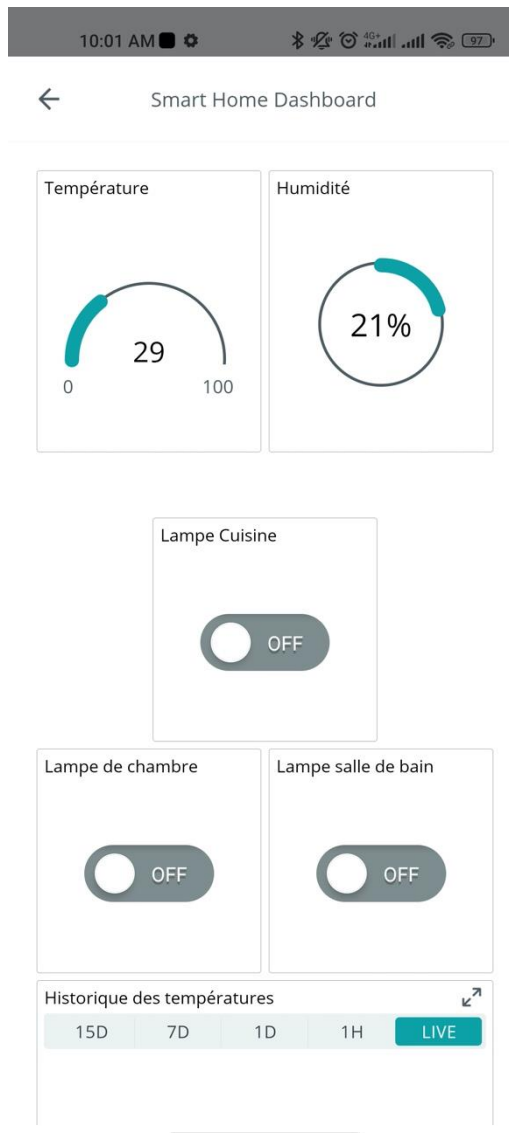 10:01 AM
4G+
97
Smart Home Dashboard
Température
Humidité
29
0
100
21%
Lampe Cuisine
OFF
Lampe de chambre
Lampe salle de bain
OFF
OFF
Historique des températures
15D 7D 1D 1H LIVE